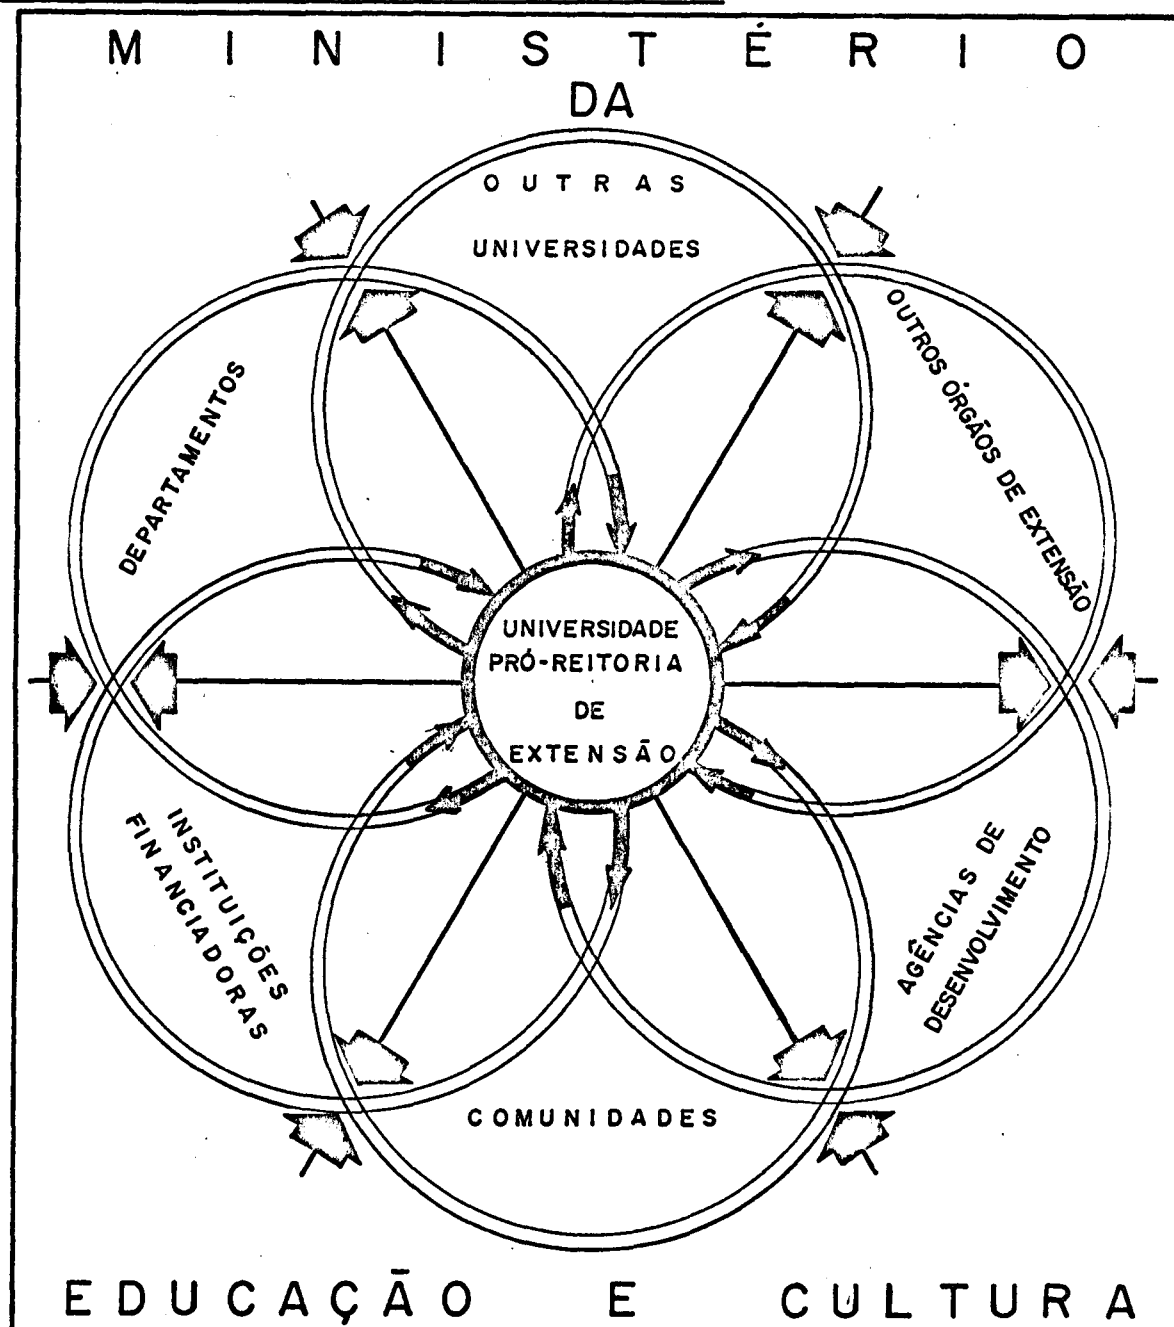 MINISTÉRIO
DA
OUTRAS
UNIVERSIDADES
OUTROS ÓRGÃOS DE EXTENSÃO
DEPARTAMENTOS
UNIVERSIDADE
PRÓ-REITORIA
DE
EXTENSÃO
INSTITUIÇÕES
FINANCIADORAS
AGÊNCIAS DE
DESENVOLVIMENTO
COMUNIDADES
EDUCAÇÃO E CULTURA